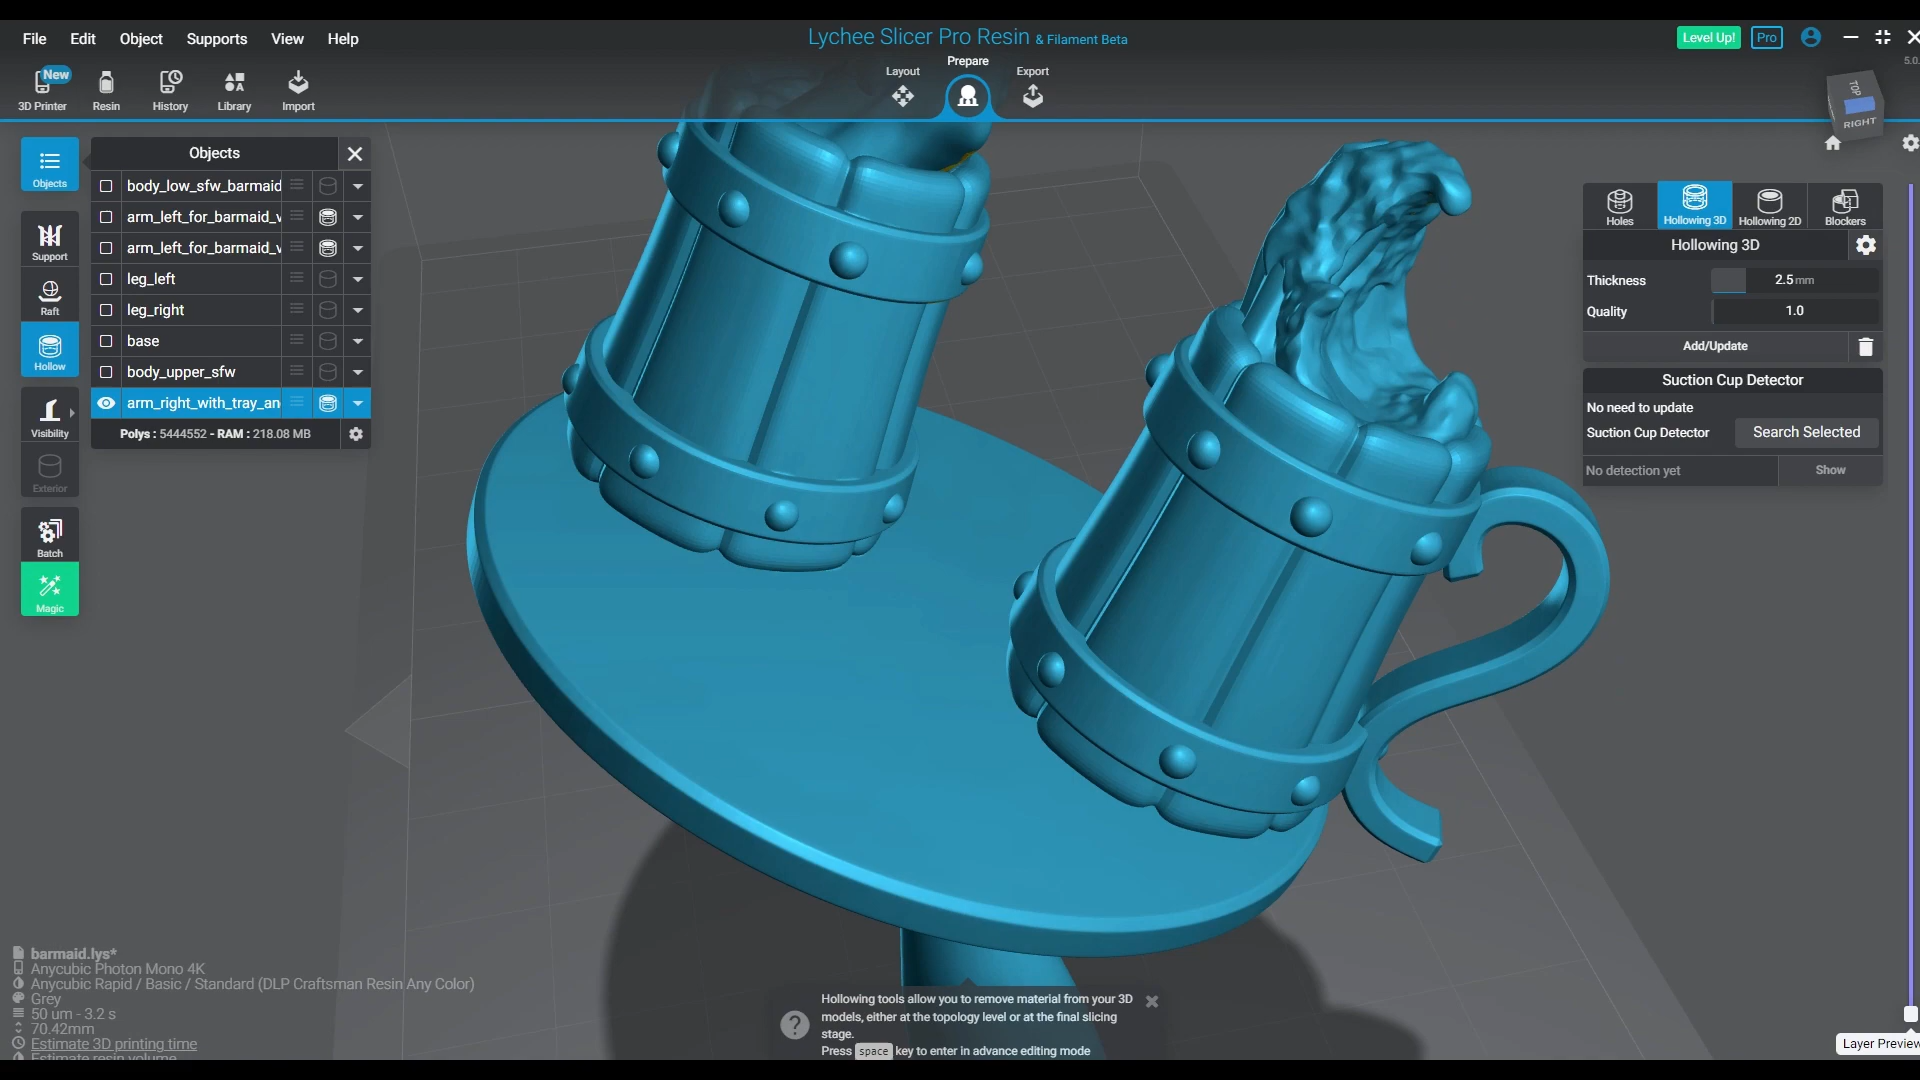 File Edit Object Supports View Help
Lychee Slicer Pro Resin & Filament Beta
Level Up! Pro
5.0.
New
3D Printer Resin History Library Import
Layout Prepare Export
TOP
RIGHT
Objects
Objects
body_low_sfw_barmaid
arm_left_for_barmaid_v
arm_left_for_barmaid_v
leg_left
leg_right
base
body_upper_sfw
arm_right_with_tray_an
Polys : 5444552 - RAM : 218.08 MB
Support
Raft
Hollow
Visibility
Exterior
Batch
Magic
Holes Hollowing 3D Hollowing 2D Blockers
Hollowing 3D
Thickness 2.5 mm
Quality 1.0
Add/Update
Suction Cup Detector
No need to update
Suction Cup Detector Search Selected
No detection yet Show
barmaid.lys*
Anycubic Photon Mono 4K
Anycubic Rapid / Basic / Standard (DLP Craftsman Resin Any Color)
Grey
50 um - 3.2 s
70.42mm
Estimate 3D printing time
Estimate resin volume
Hollowing tools allow you to remove material from your 3D
models, either at the topology level or at the final slicing
stage.
Press space key to enter in advance editing mode
Layer Preview